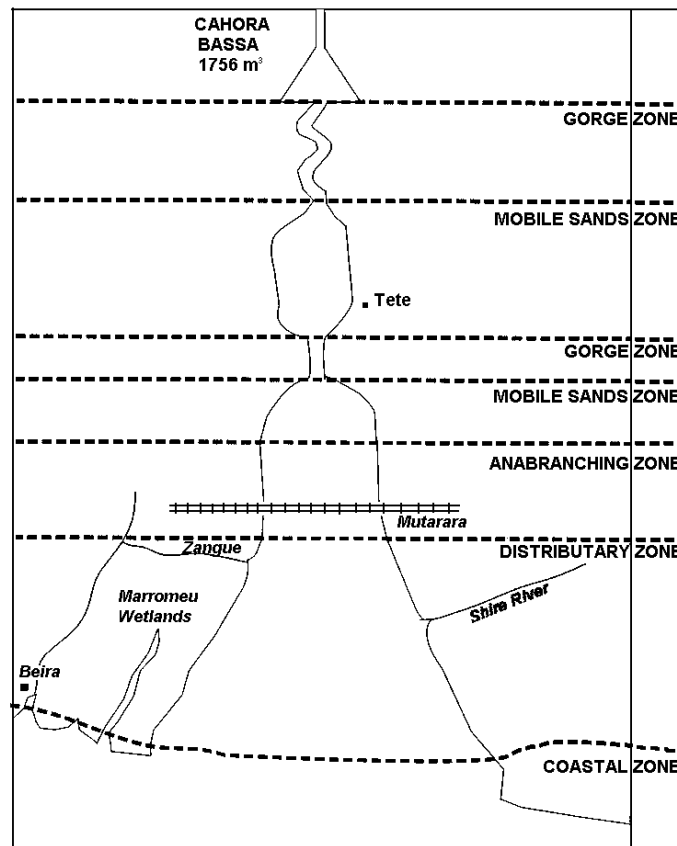 CAHORA
BASSA
1756 m³
GORGE ZONE
MOBILE SANDS ZONE
Tete
GORGE ZONE
MOBILE SANDS ZONE
ANABRANCHING ZONE
Mutarara
DISTRIBUTARY ZONE
Zangue
Marromeu
Wetlands
Shire River
Beira
COASTAL ZONE